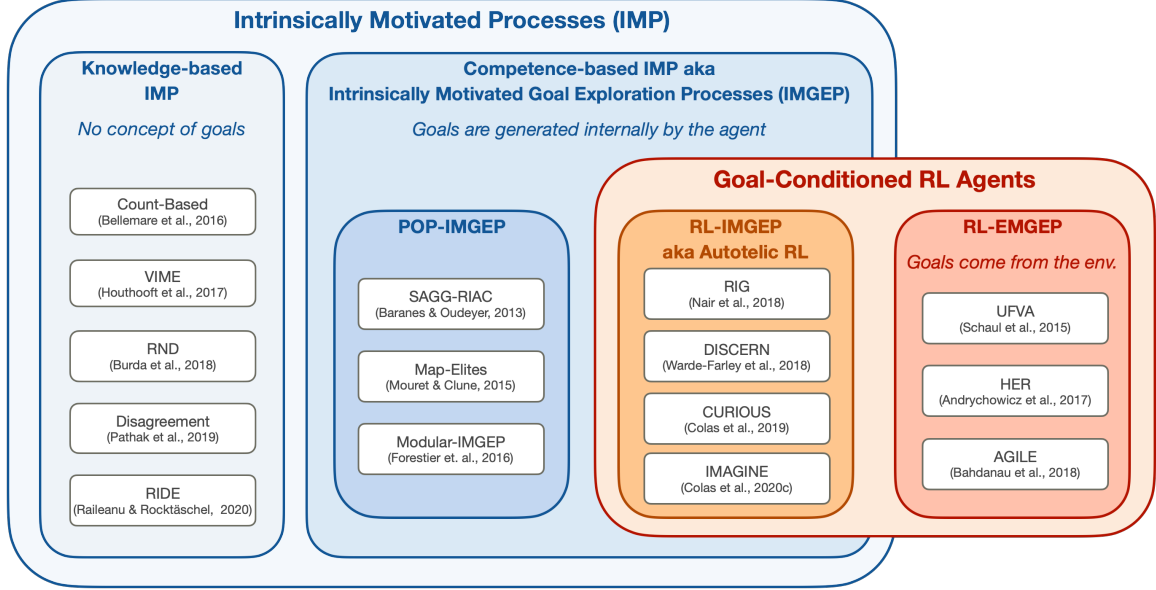 Intrinsically Motivated Processes (IMP)
Knowledge-based
IMP
No concept of goals
Count-Based
(Bellemare et al., 2016)
VIME
(Houthooft et al., 2017)
RND
(Burda et al., 2018)
Disagreement
(Pathak et al., 2019)
RIDE
(Raileanu & Rocktäschel, 2020)
Competence-based IMP aka
Intrinsically Motivated Goal Exploration Processes (IMGEP)
Goals are generated internally by the agent
POP-IMGEP
SAGG-RIAC
(Baranes & Oudeyer, 2013)
Map-Elites
(Mouret & Clune, 2015)
Modular-IMGEP
(Forestier et. al., 2016)
Goal-Conditioned RL Agents
RL-IMGEP
aka Autotelic RL
RIG
(Nair et al., 2018)
DISCERN
(Warde-Farley et al., 2018)
CURIOUS
(Colas et al., 2019)
IMAGINE
(Colas et al., 2020c)
RL-EMGEP
Goals come from the env.
UFVA
(Schaul et al., 2015)
HER
(Andrychowicz et al., 2017)
AGILE
(Bahdanau et al., 2018)